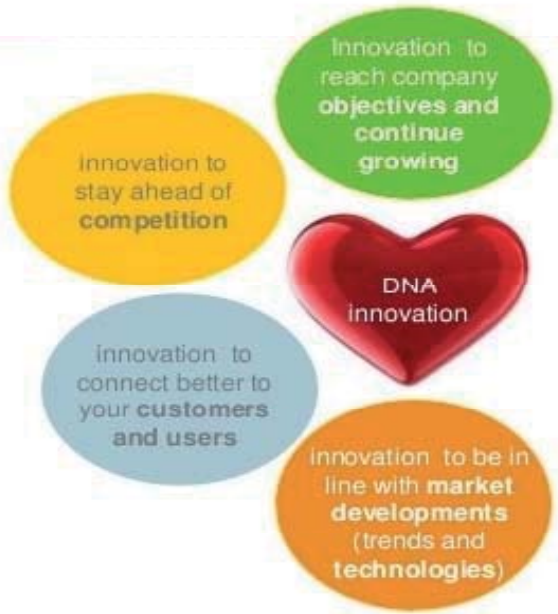 Innovation to
reach company
objectives and
continue
growing
innovation to
stay ahead of
competition
DNA
innovation
innovation to
connect better to
your customers
and users
innovation to be in
line with market
developments
(trends and
technologies)